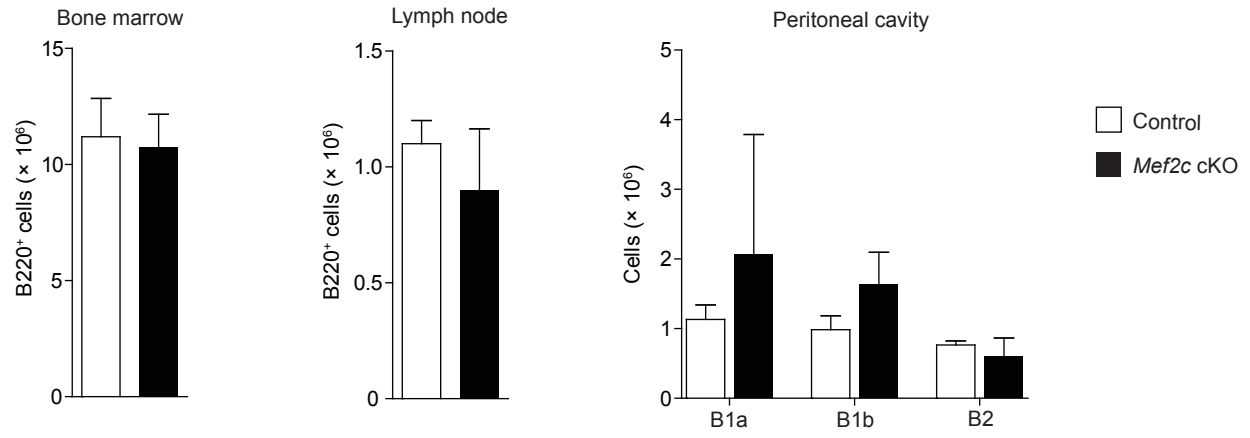 Bone marrow
B220⁺ cells (× 10⁶)
15
10
5
0
Lymph node
B220⁺ cells (× 10⁶)
1.5
1.0
0.5
0
Peritoneal cavity
Cells (× 10⁶)
5
4
3
2
1
0
B1a B1b B2
Control
Mef2c cKO